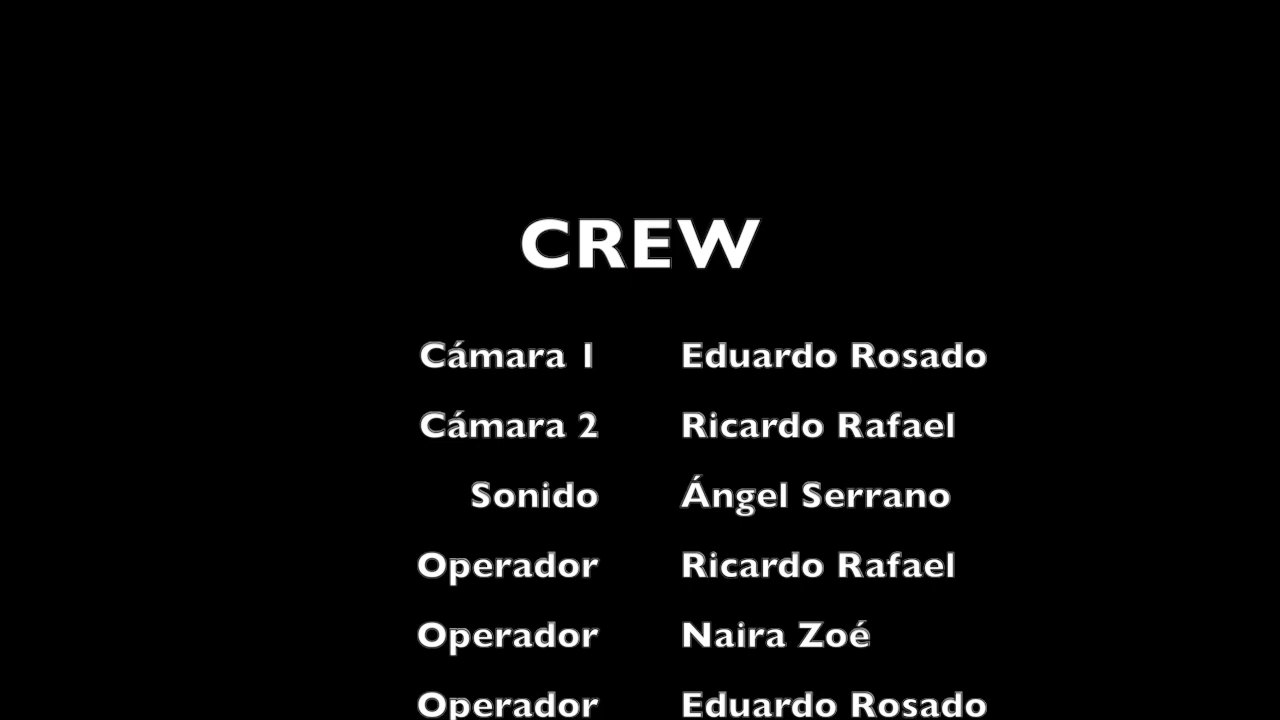 CREW
Cámara 1 Eduardo Rosado
Cámara 2 Ricardo Rafael
Sonido Ángel Serrano
Operador Ricardo Rafael
Operador Naira Zoé
Operador Eduardo Rosado